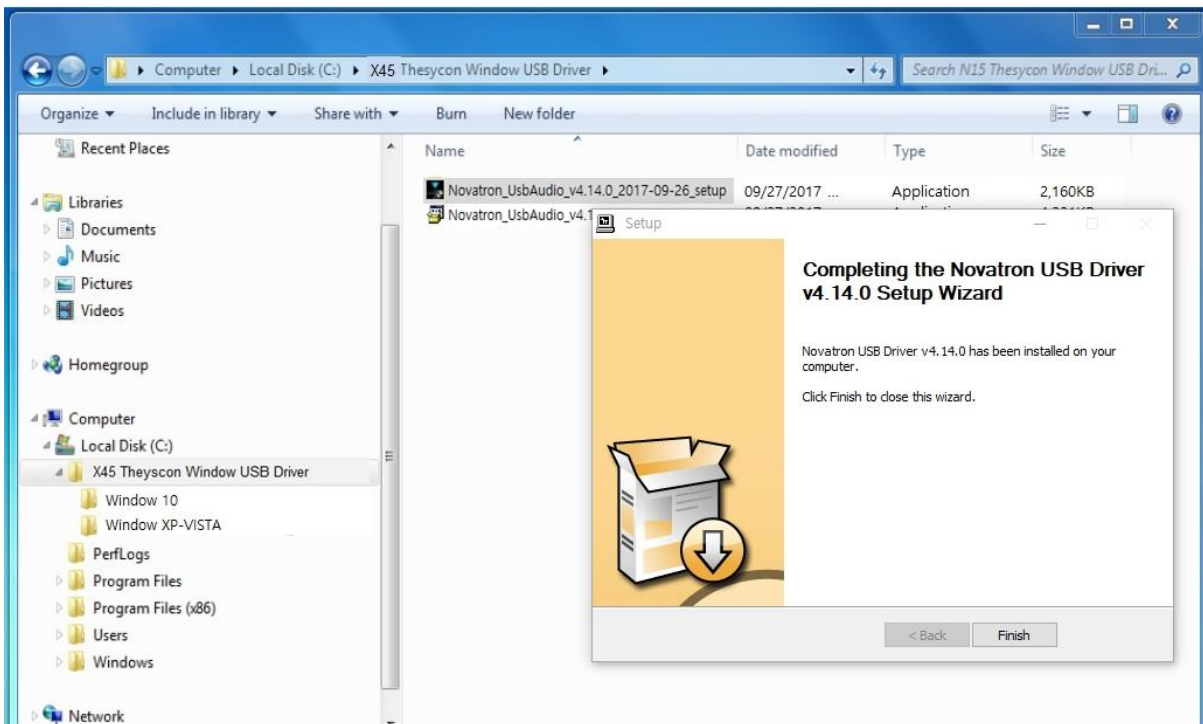 Computer Local Disk (C:) X45 Thesycon Window USB Driver
Search N15 Thesycon Window USB Dri...
Organize Include in library Share with Burn New folder
Recent Places
Libraries
Documents
Music
Pictures
Videos
Homegroup
Computer
Local Disk (C:)
X45 Theyscon Window USB Driver
Window 10
Window XP-VISTA
PerfLogs
Program Files
Program Files (x86)
Users
Windows
Network
Name Date modified Type Size
Novatron_UsbAudio_v4.14.0_2017-09-26_setup 09/27/2017 ... Application 2,160KB
Novatron_UsbAudio_v4.1
Setup
Completing the Novatron USB Driver
v4.14.0 Setup Wizard
Novatron USB Driver v4.14.0 has been installed on your
computer.
Click Finish to close this wizard.
< Back Finish